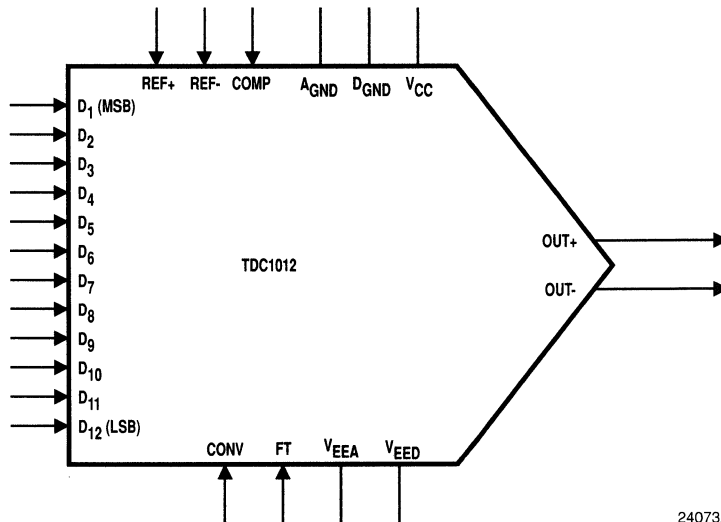 REF+ REF- COMP AGND DGND VCC
D1 (MSB)
D2
D3
D4
D5
D6
D7
D8
D9
D10
D11
D12 (LSB)
TDC1012
OUT+
OUT-
CONV FT VEEA VEED
24073